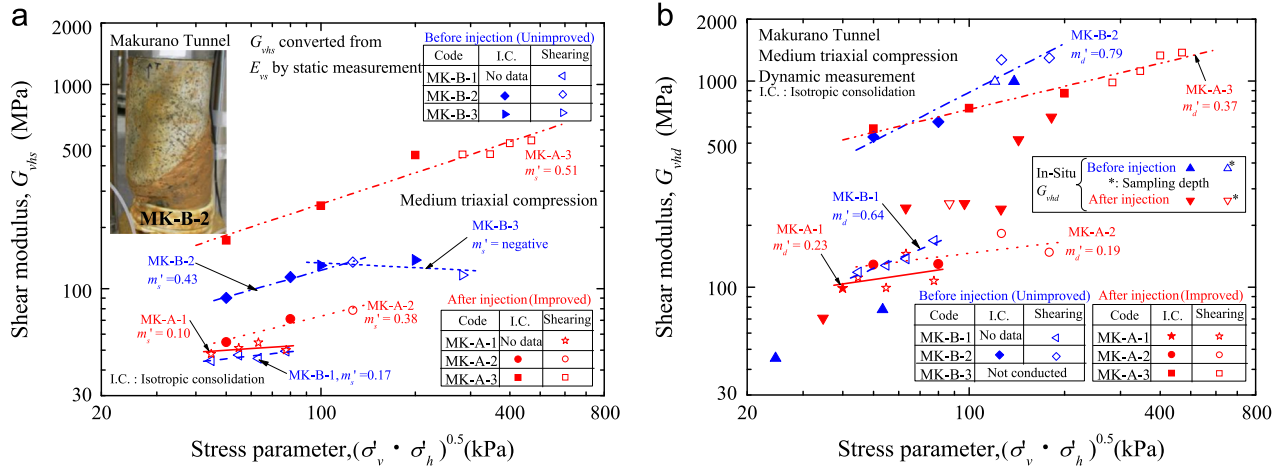 a
2000
1000
500
100
50
30
20
100
400
800
Shear modulus, G_vhs (MPa)
Stress parameter,(σ'_v · σ'_h)^0.5 (kPa)
Makurano Tunnel
MK-B-2
G_vhs converted from
E_vs by static measurement
Before injection (Unimproved)
Code I.C. Shearing
MK-B-1 No data
MK-B-2
MK-B-3
MK-A-3
m_s' = 0.51
Medium triaxial compression
MK-B-3
m_s' = negative
MK-B-2
m_s' = 0.43
MK-A-2
m_s' = 0.38
MK-A-1
m_s' = 0.10
MK-B-1, m_s' = 0.17
I.C. : Isotropic consolidation
After injection (Improved)
Code I.C. Shearing
MK-A-1 No data
MK-A-2
MK-A-3
b
2000
1000
500
100
50
30
20
100
400
800
Shear modulus, G_vhd (MPa)
Stress parameter,(σ'_v · σ'_h)^0.5 (kPa)
Makurano Tunnel
Medium triaxial compression
Dynamic measurement
I.C. : Isotropic consolidation
MK-B-2
m_d' = 0.79
MK-A-3
m_d' = 0.37
In-Situ
G_vhd
Before injection *
*: Sampling depth
After injection *
MK-B-1
m_d' = 0.64
MK-A-1
m_d' = 0.23
MK-A-2
m_d' = 0.19
Before injection (Unimproved)
Code I.C. Shearing
MK-B-1 No data
MK-B-2
MK-B-3 Not conducted
After injection (Improved)
Code I.C. Shearing
MK-A-1
MK-A-2
MK-A-3